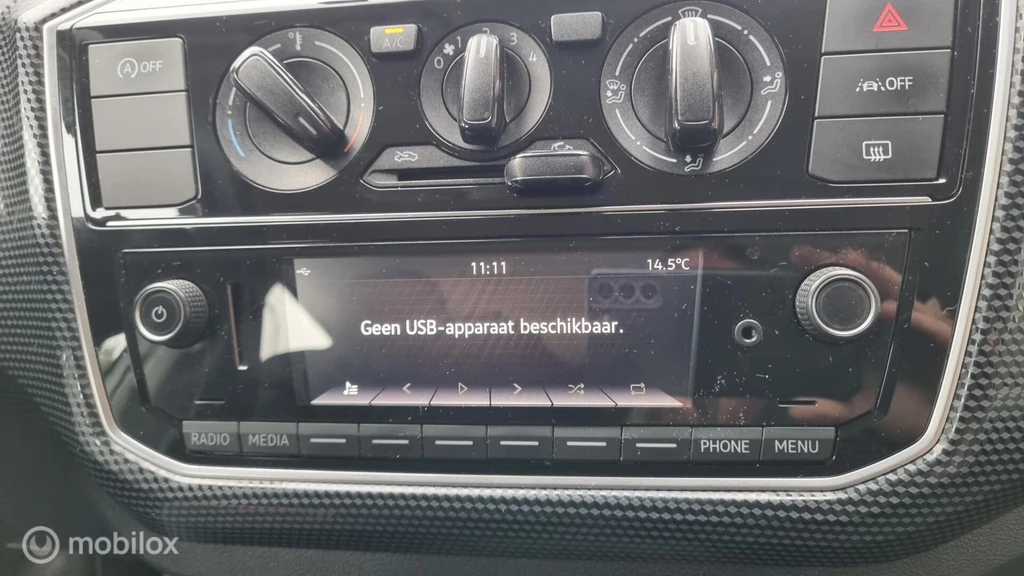 A OFF
°C
A/C
0 1 2 3 4
OFF
11:11
14.5°C
Geen USB-apparaat beschikbaar.
RADIO
MEDIA
PHONE
MENU
mobilox